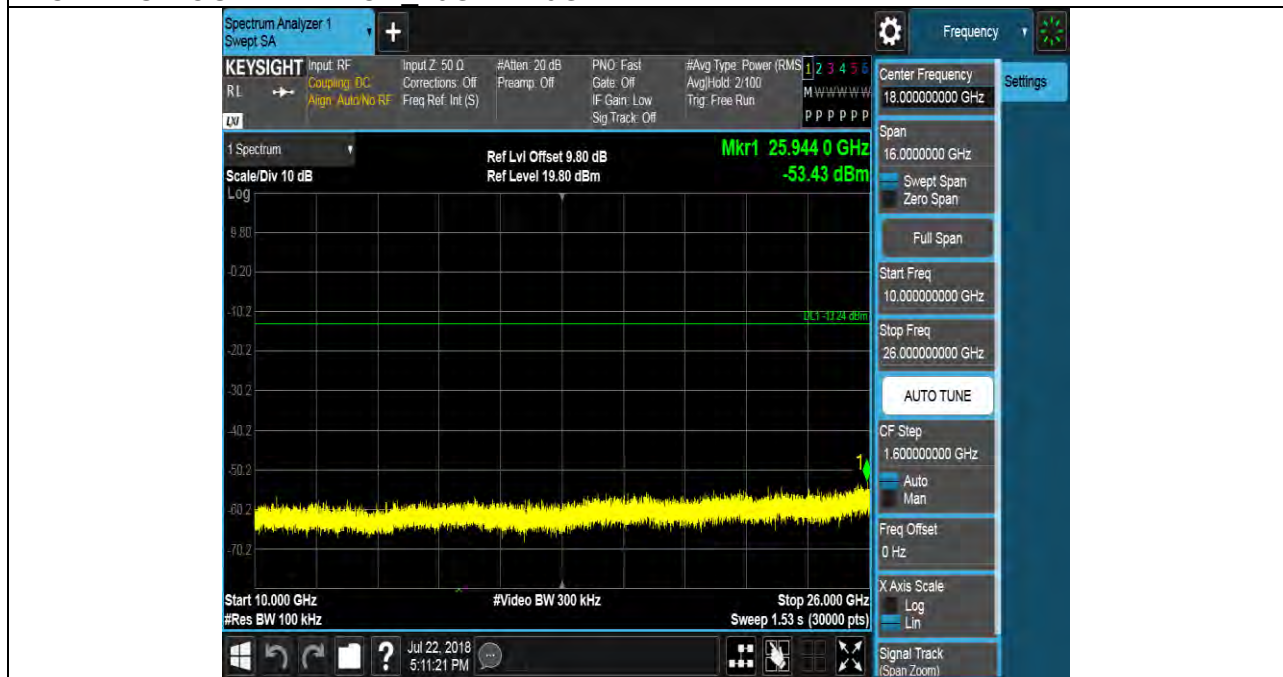 Spectrum Analyzer 1
Swept SA
+
Frequency
KEYSIGHT
RL
LXI
Input: RF
Coupling: DC
Align: Auto/No RF
Input Z: 50 Ω
Corrections: Off
Freq Ref: Int (S)
#Atten: 20 dB
Preamp: Off
PNO: Fast
Gate: Off
IF Gain: Low
Sig Track: Off
#Avg Type: Power (RMS
Avg|Hold: 2/100
Trig: Free Run
1 2 3 4 5 6
M W W W W W
P P P P P P
1 Spectrum
Scale/Div 10 dB
Ref Lvl Offset 9.80 dB
Ref Level 19.80 dBm
Mkr1 25.944 0 GHz
-53.43 dBm
Log
9.80
-0.20
-10.2
DL1 -13.24 dBm
-20.2
-30.2
-40.2
-50.2
1
-60.2
-70.2
Start 10.000 GHz
#Res BW 100 kHz
#Video BW 300 kHz
Stop 26.000 GHz
Sweep 1.53 s (30000 pts)
?
Jul 22, 2018
5:11:21 PM
Center Frequency
18.000000000 GHz
Settings
Span
16.0000000 GHz
Swept Span
Zero Span
Full Span
Start Freq
10.000000000 GHz
Stop Freq
26.000000000 GHz
AUTO TUNE
CF Step
1.600000000 GHz
Auto
Man
Freq Offset
0 Hz
X Axis Scale
Log
Lin
Signal Track
(Span Zoom)